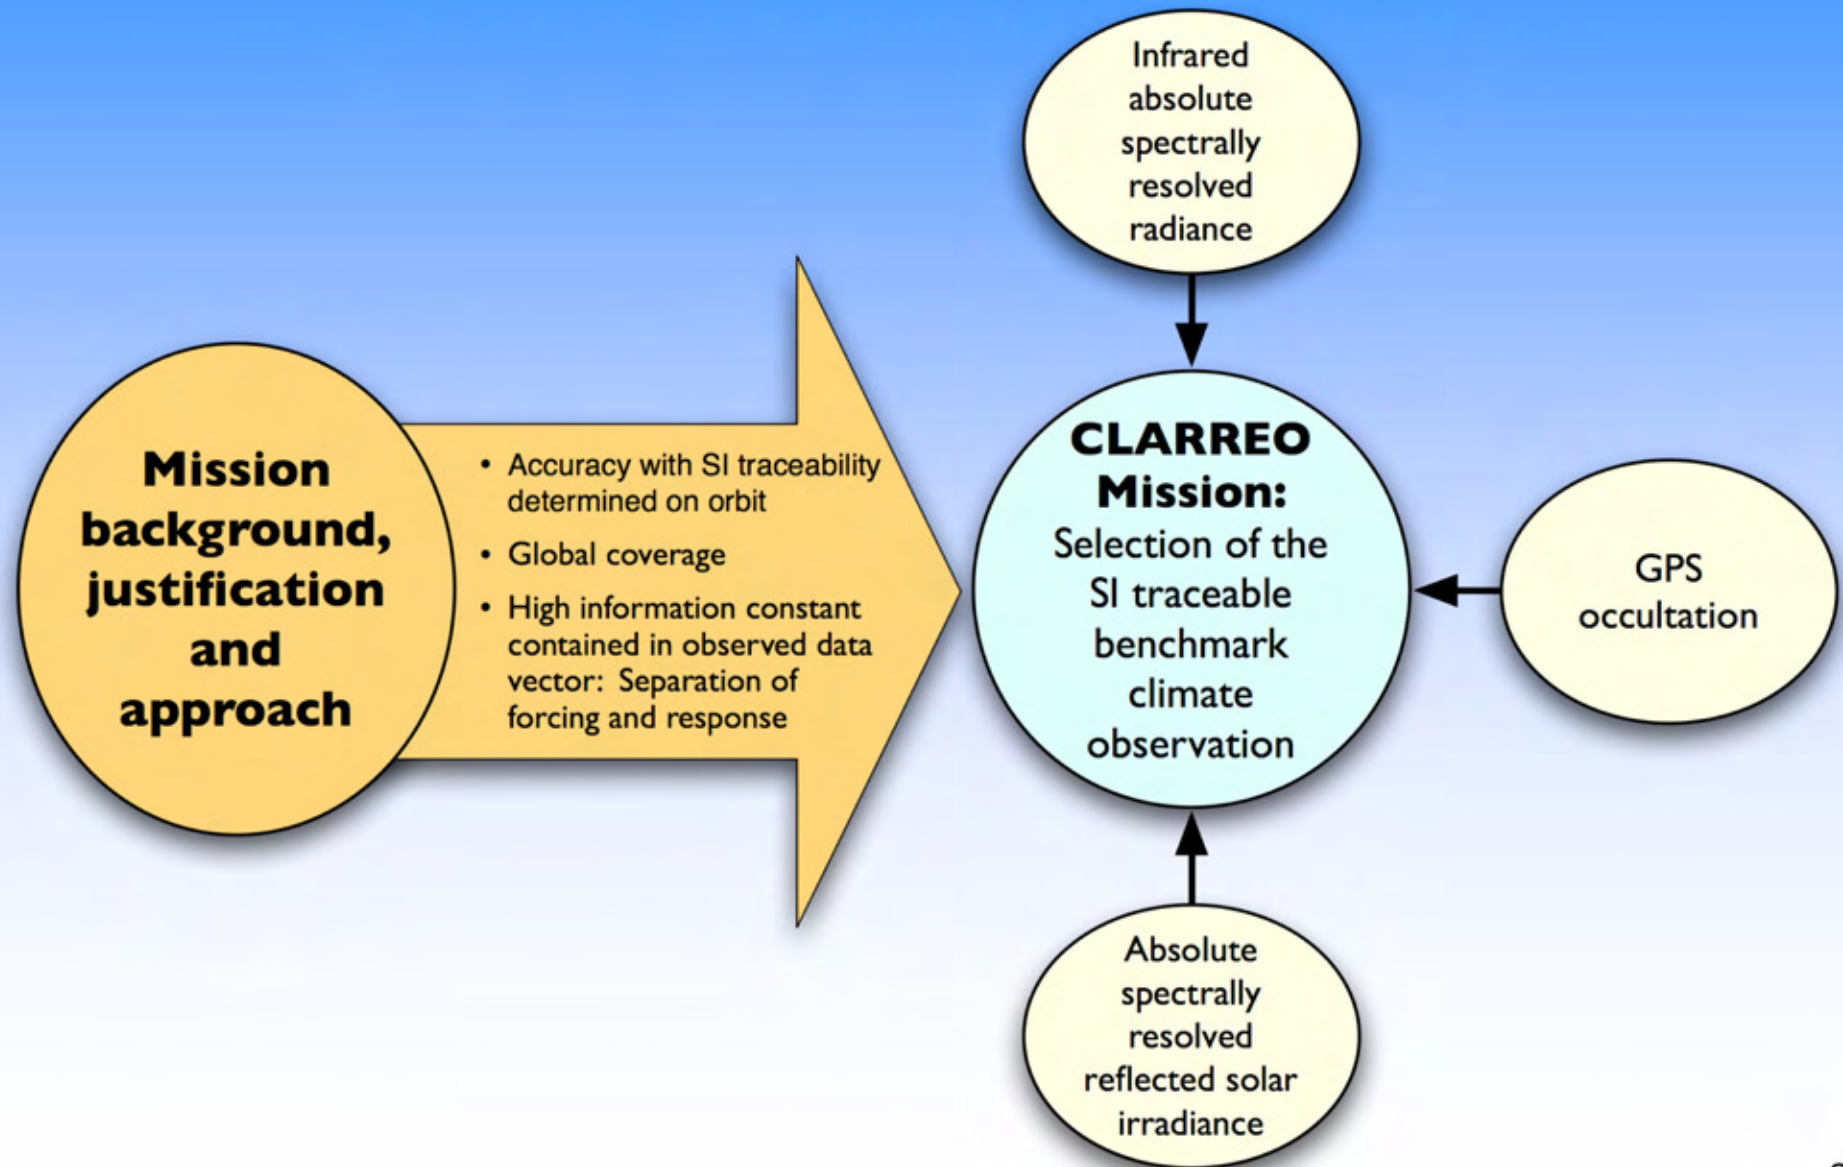 Mission
background,
justification
and
approach
• Accuracy with SI traceability
determined on orbit
• Global coverage
• High information constant
contained in observed data
vector: Separation of
forcing and response
Infrared
absolute
spectrally
resolved
radiance
CLARREO
Mission:
Selection of the
SI traceable
benchmark
climate
observation
GPS
occultation
Absolute
spectrally
resolved
reflected solar
irradiance